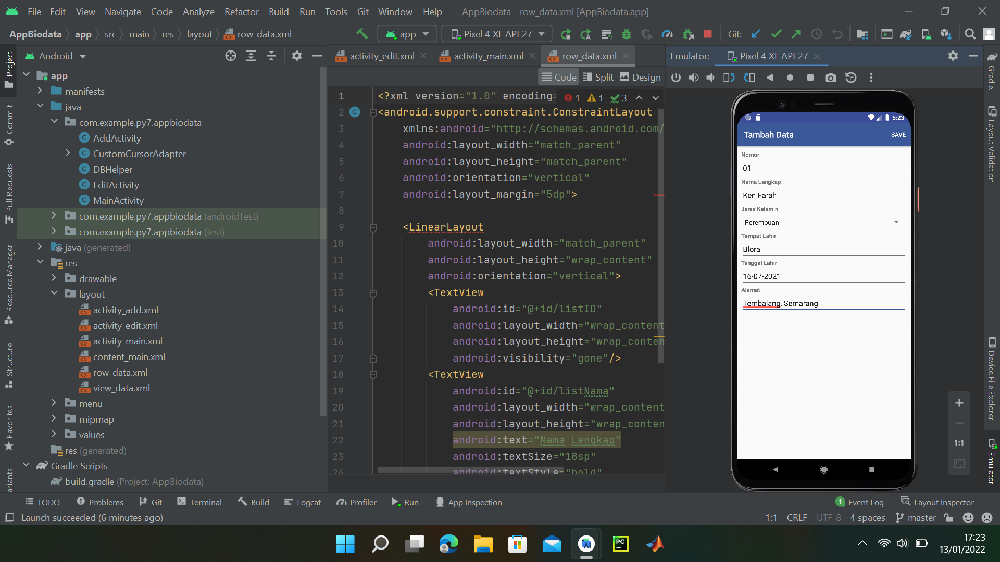 File Edit View Navigate Code Analyze Refactor Build Run Tools Git Window Help AppBiodata - row_data.xml [AppBiodata.app]
AppBiodata app src main res layout row_data.xml app Pixel 4 XL API 27 Git:
Android
activity_edit.xml activity_main.xml row_data.xml
Emulator: Pixel 4 XL API 27
Code Split Design
Project
Commit
Pull Requests
Resource Manager
Structure
Favorites
app
manifests
java
com.example.py7.appbiodata
AddActivity
CustomCursorAdapter
DBHelper
EditActivity
MainActivity
com.example.py7.appbiodata (androidTest)
com.example.py7.appbiodata (test)
java (generated)
res
drawable
layout
activity_add.xml
activity_edit.xml
activity_main.xml
content_main.xml
row_data.xml
view_data.xml
menu
mipmap
values
res (generated)
Gradle Scripts
build.gradle (Project: AppBiodata)
1 1 3
1 <?xml version="1.0" encoding=
2 <android.support.constraint.ConstraintLayout
3 xmlns:android="http://schemas.android.com/
4 android:layout_width="match_parent"
5 android:layout_height="match_parent"
6 android:orientation="vertical"
7 android:layout_margin="5dp">
8
9 <LinearLayout
10 android:layout_width="match_parent"
11 android:layout_height="wrap_content"
12 android:orientation="vertical">
13 <TextView
14 android:id="@+id/listID"
15 android:layout_width="wrap_content
16 android:layout_height="wrap_conten
17 android:visibility="gone"/>
18 <TextView
19 android:id="@+id/listNama"
20 android:layout_width="wrap_content
21 android:layout_height="wrap_conten
22 android:text="Nama Lengkap"
23 android:textSize="18sp"
24 android:textStyle="bold"
5:23
Tambah Data SAVE
Nomor
01
Nama Lengkap
Ken Farah
Jenis Kelamin
Perempuan
Tempat Lahir
Blora
Tanggal Lahir
16-07-2021
Alamat
Tembalang, Semarang
1:1
Gradle
Layout Validation
Device File Explorer
Emulator
TODO Problems Git Terminal Build Logcat Profiler Run App Inspection 1 Event Log Layout Inspector
Launch succeeded (6 minutes ago) 1:1 CRLF UTF-8 4 spaces master
PC
17:23
13/01/2022